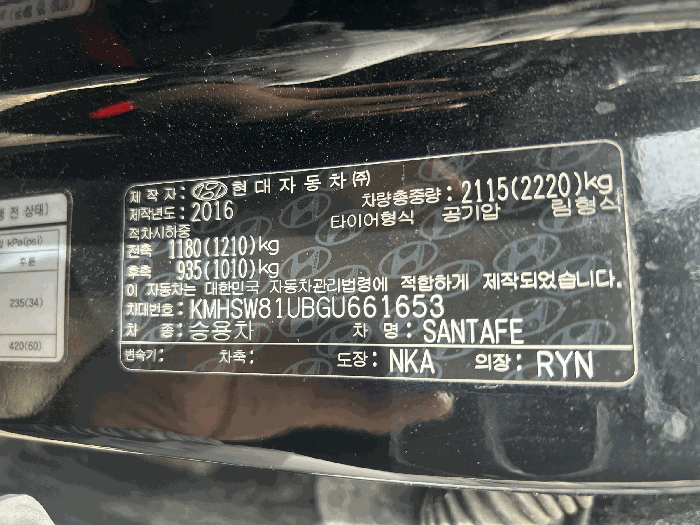 제 작 자 : 현대자동차(주)
제작년도 : 2016
차량총중량 : 2115(2220)kg
타이어형식 공기압 림형식
적차시하중
전축 1180(1210)kg
후축 935(1010)kg
이 자동차는 대한민국 자동차관리법령에 적합하게 제작되었습니다.
차대번호 : KMHSW81UBGU661653
차 종 : 승용차 차 명 : SANTAFE
변속기 : 차축 : 도장 : NKA 의장 : RYN
전 상태)
kPa(psi)
235(34)
420(60)